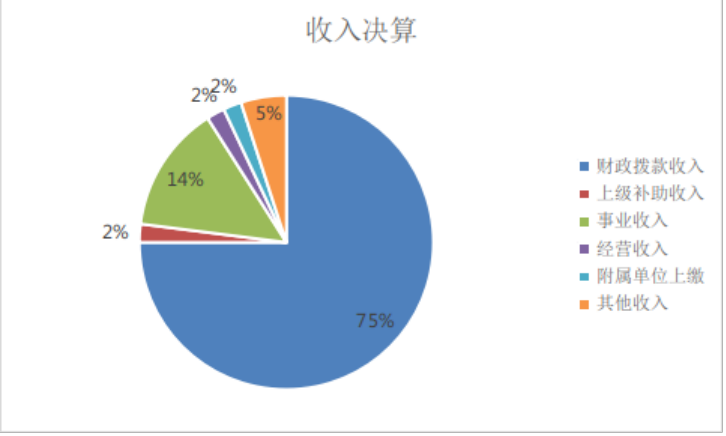 收入决算
2%
2%
5%
14%
2%
75%
财政拨款收入
上级补助收入
事业收入
经营收入
附属单位上缴
其他收入